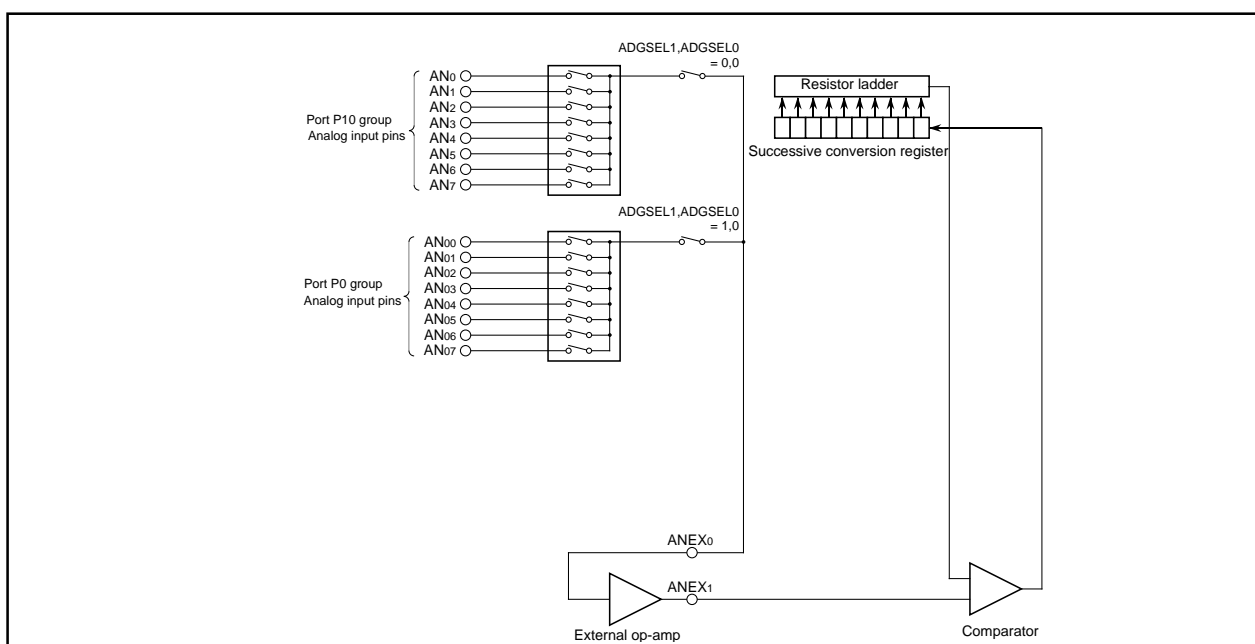 ADGSEL1,ADGSEL0
= 0,0
AN0
AN1
AN2
AN3
AN4
AN5
AN6
AN7
Port P10 group
Analog input pins
Resistor ladder
Successive conversion register
ADGSEL1,ADGSEL0
= 1,0
AN00
AN01
AN02
AN03
AN04
AN05
AN06
AN07
Port P0 group
Analog input pins
ANEX0
ANEX1
External op-amp
Comparator